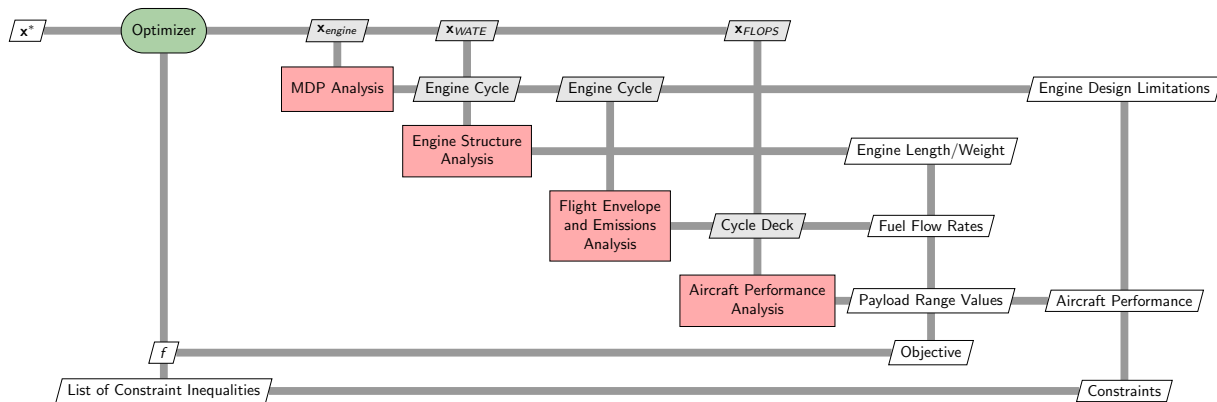 x*
Optimizer
x_engine
x_WATE
x_FLOPS
MDP Analysis
Engine Cycle
Engine Cycle
Engine Design Limitations
Engine Structure
Analysis
Engine Length/Weight
Flight Envelope
and Emissions
Analysis
Cycle Deck
Fuel Flow Rates
Aircraft Performance
Analysis
Payload Range Values
Aircraft Performance
f
Objective
List of Constraint Inequalities
Constraints